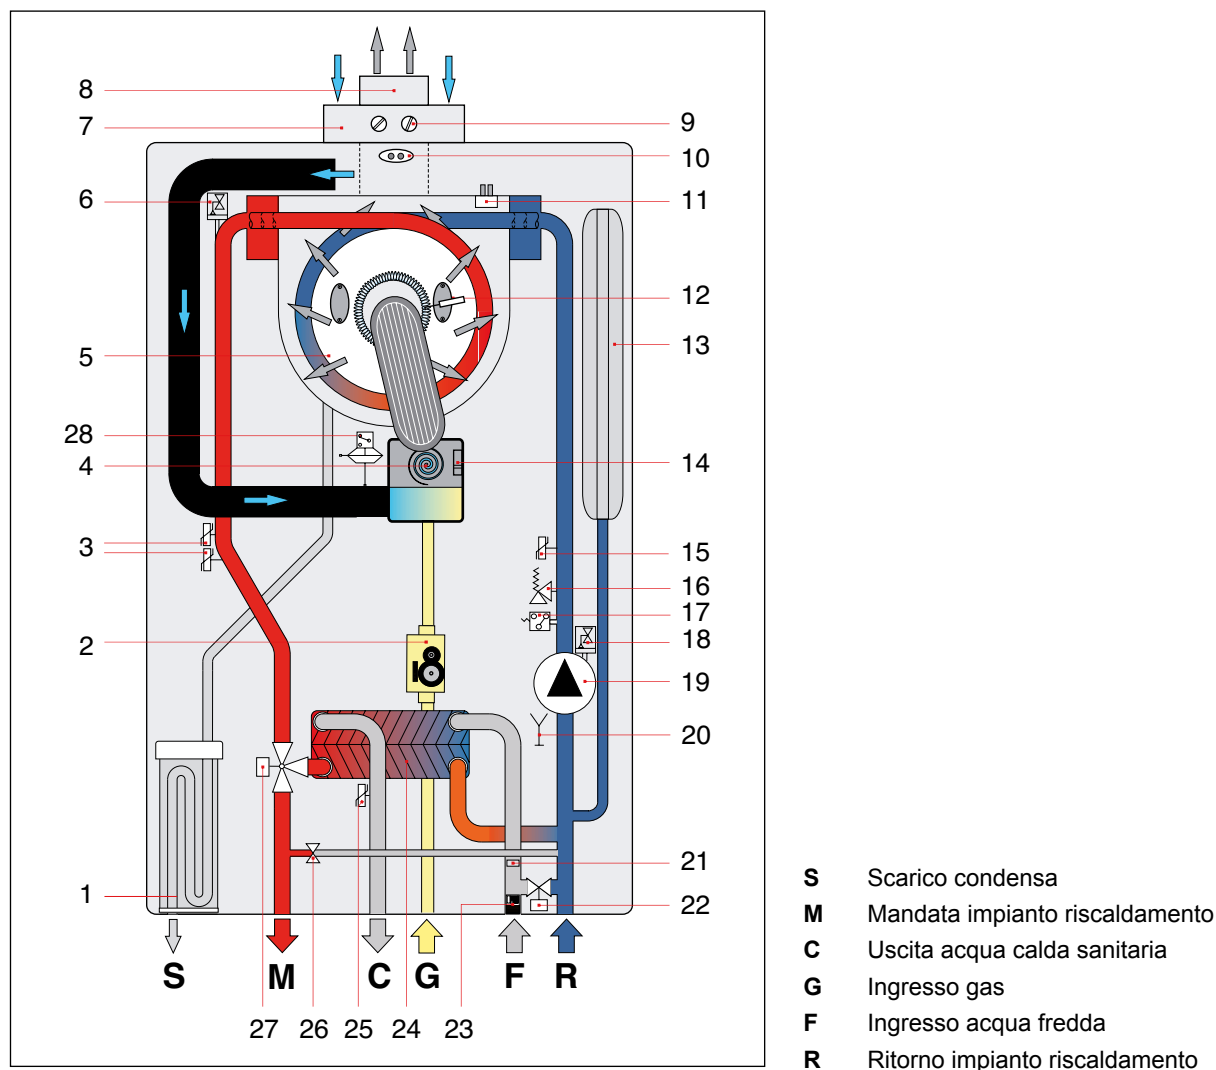 8
7
9
10
6
11
12
13
5
28
4
14
3
15
16
17
2
18
19
20
21
1
22
S M C G F R
27 26 25 24 23
S Scarico condensa
M Mandata impianto riscaldamento
C Uscita acqua calda sanitaria
G Ingresso gas
F Ingresso acqua fredda
R Ritorno impianto riscaldamento